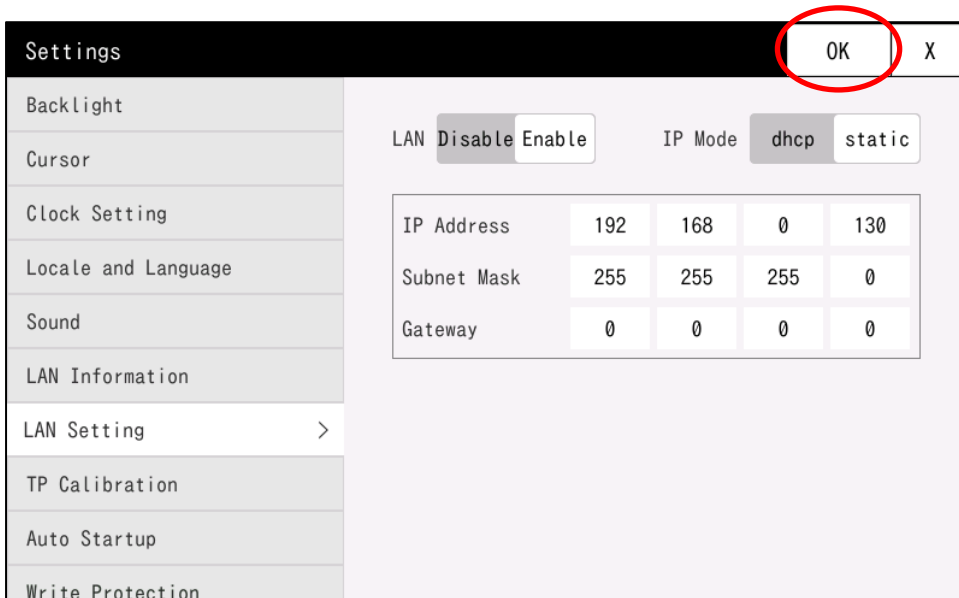 Settings OK X
Backlight
Cursor
Clock Setting
Locale and Language
Sound
LAN Information
LAN Setting >
TP Calibration
Auto Startup
Write Protection
LAN Disable Enable IP Mode dhcp static
IP Address 192 168 0 130
Subnet Mask 255 255 255 0
Gateway 0 0 0 0